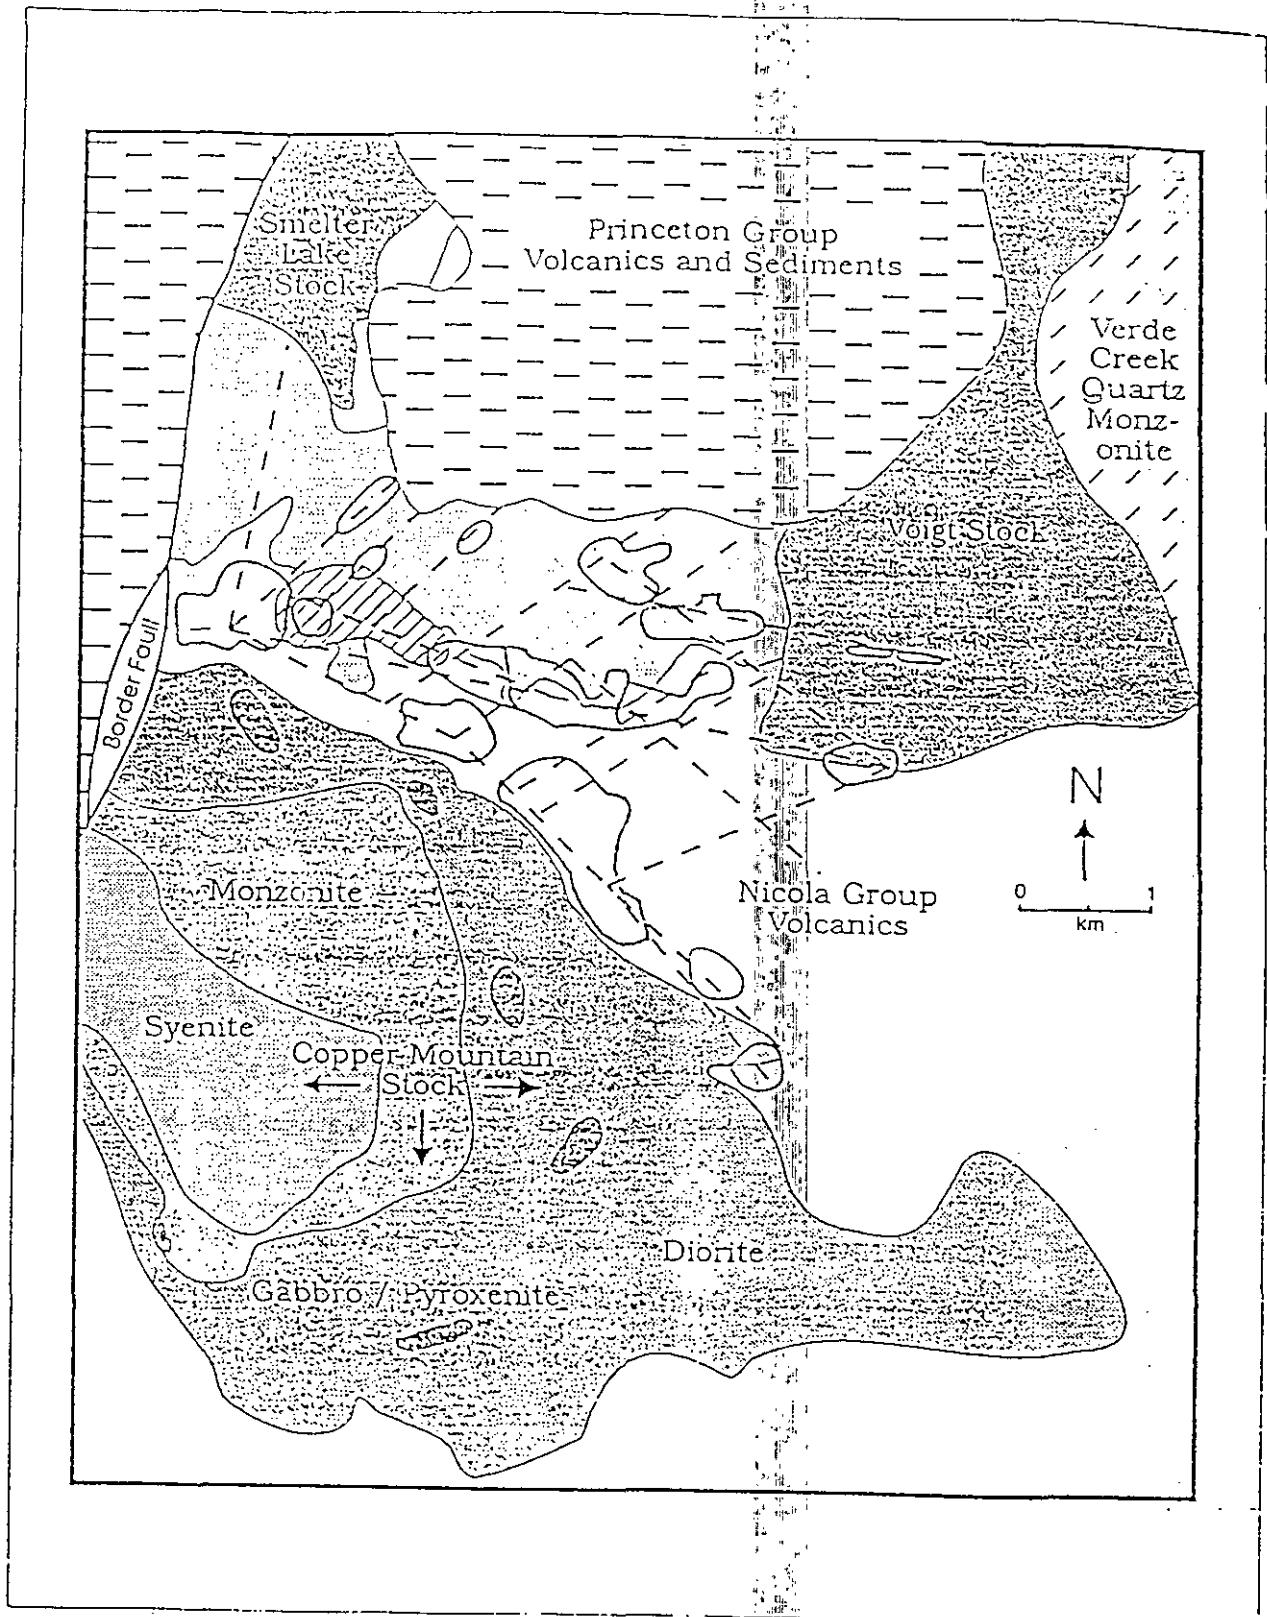 Smelter
Lake
Stock
Princeton Group
Volcanics and Sediments
Verde
Creek
Quartz
Monz-
onite
Voigt Stock
Border Fault
N
0 1
km
Monzonite
Nicola Group
Volcanics
Syenite
Copper Mountain
Stock
Diorite
Gabbro / Pyroxenite